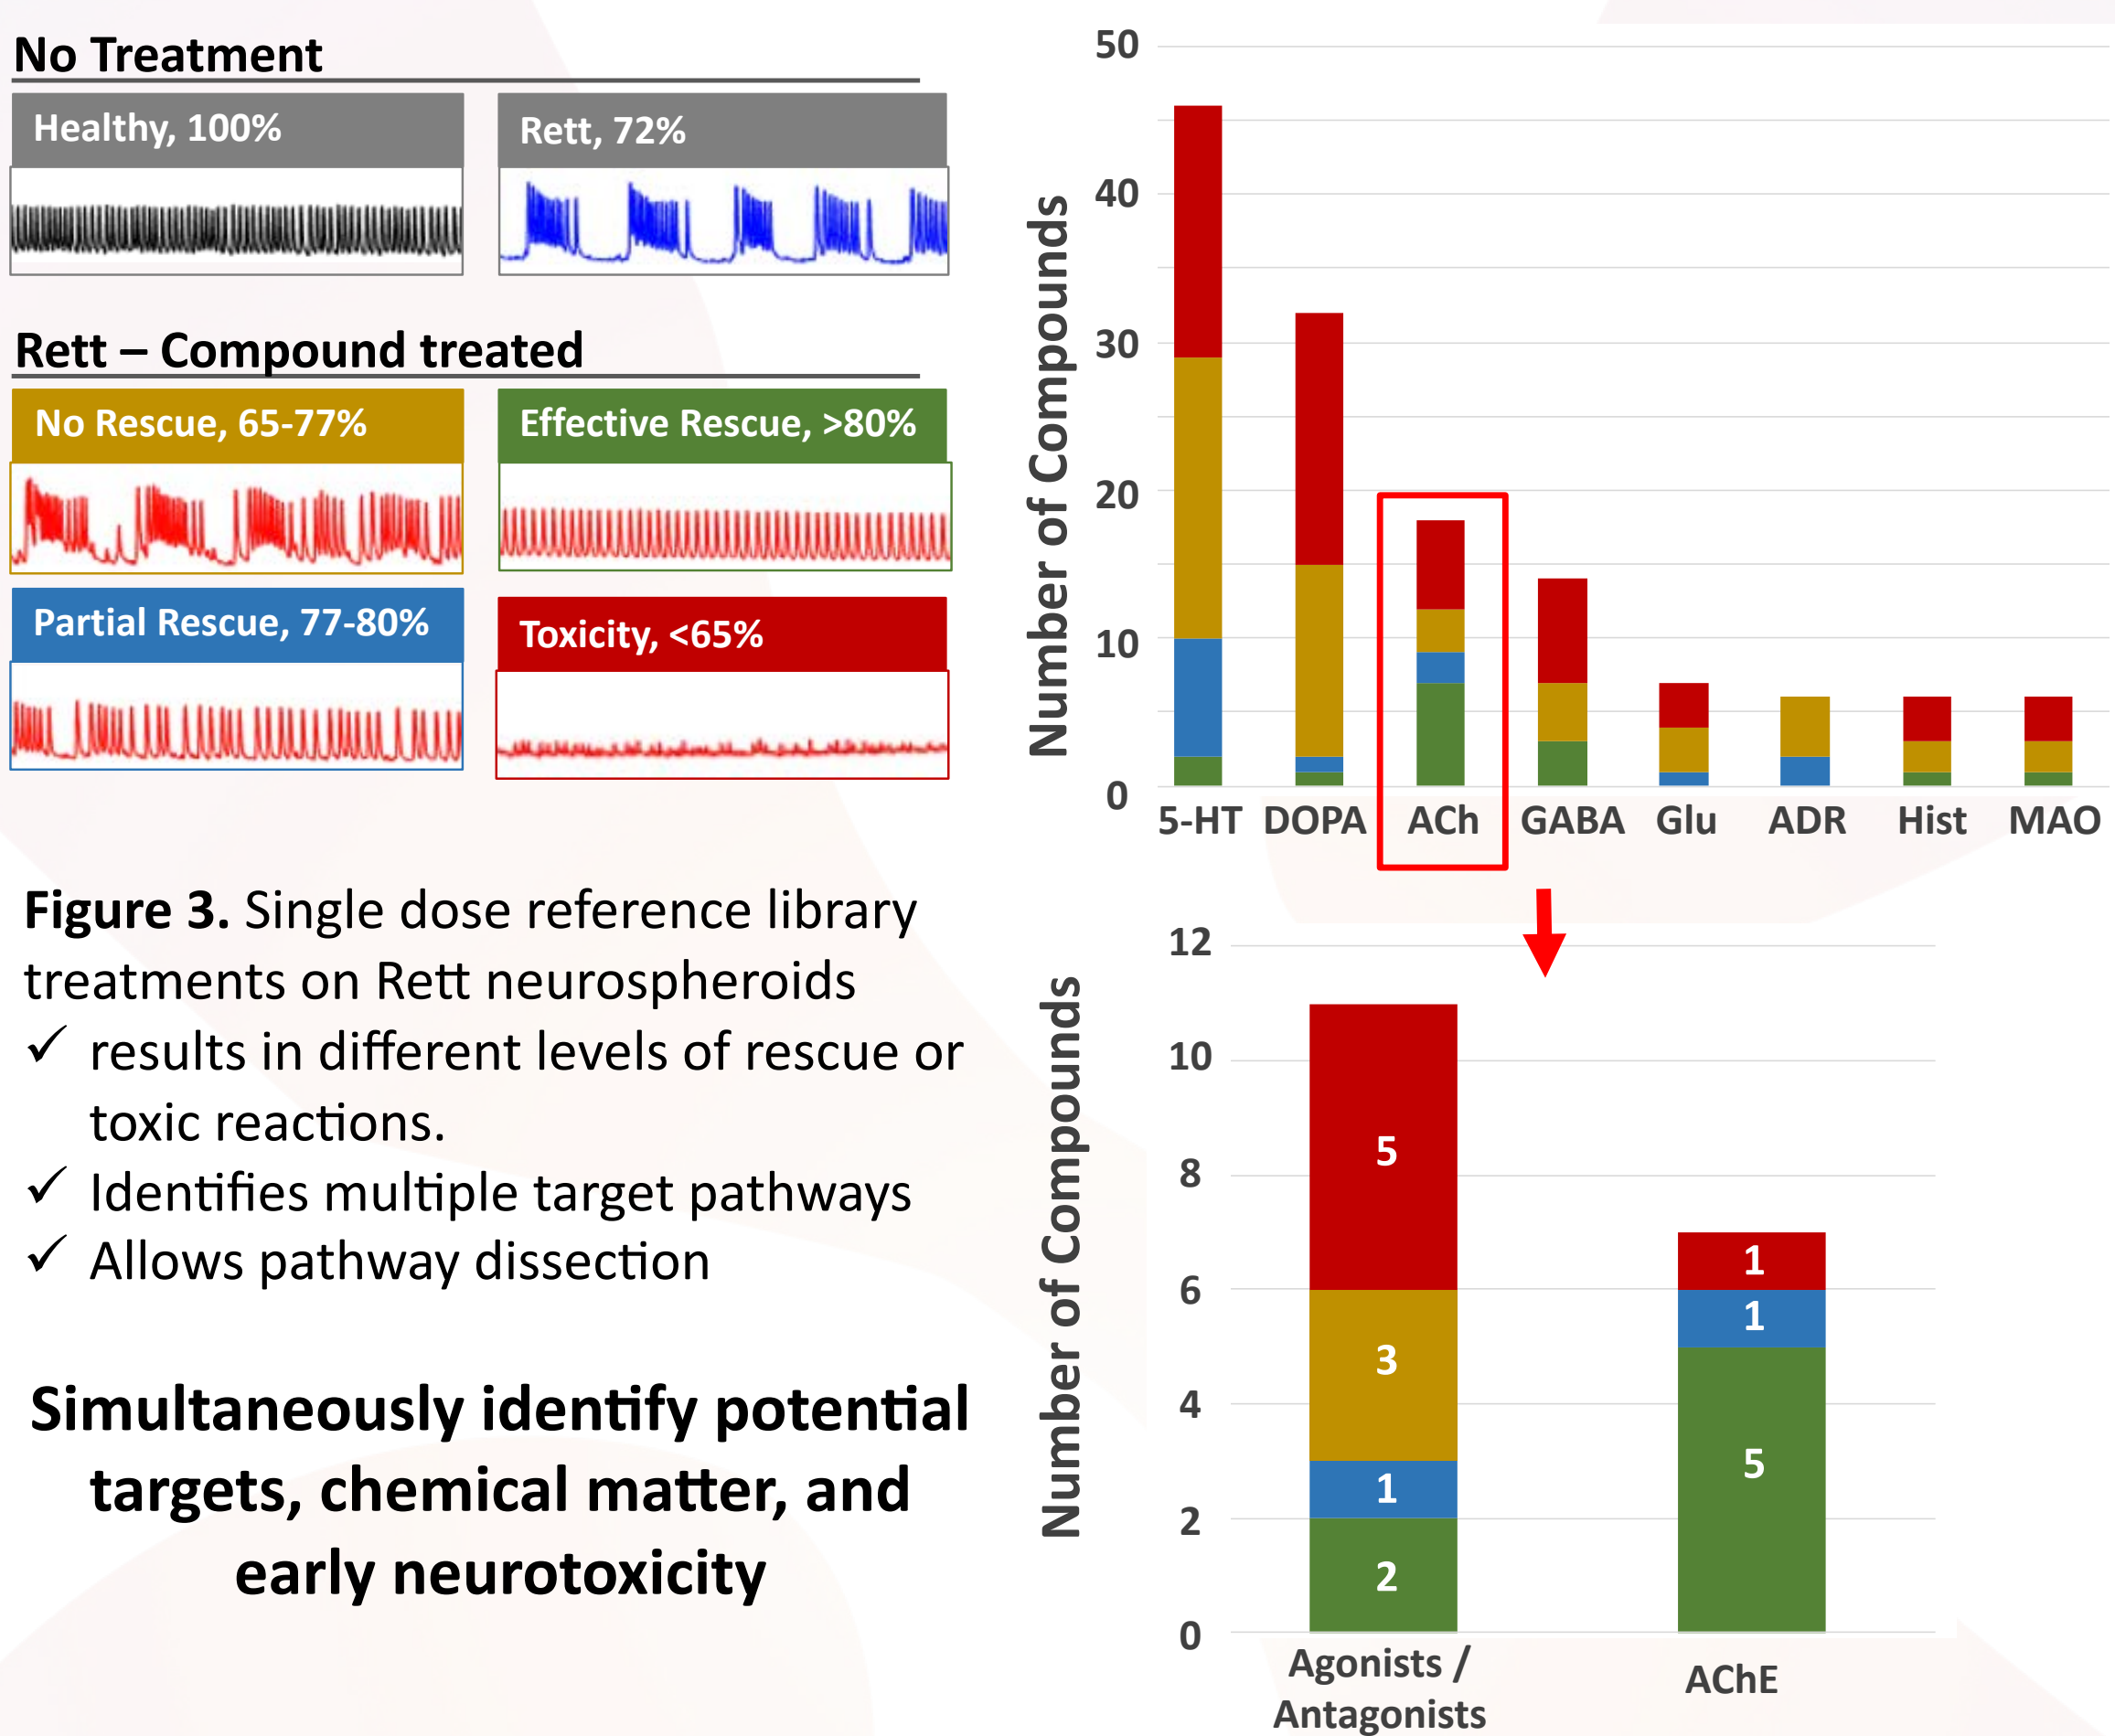 No Treatment
Healthy, 100%
Rett, 72%
Rett – Compound treated
No Rescue, 65-77%
Effective Rescue, >80%
Partial Rescue, 77-80%
Toxicity, <65%
Figure 3. Single dose reference library
treatments on Rett neurospheroids
✓ results in different levels of rescue or
toxic reactions.
✓ Identifies multiple target pathways
✓ Allows pathway dissection
Simultaneously identify potential
targets, chemical matter, and
early neurotoxicity
Number of Compounds
50
40
30
20
10
0
5-HT DOPA ACh GABA Glu ADR Hist MAO
Number of Compounds
12
10
8
6
4
2
0
5
3
1
2
1
1
5
Agonists /
Antagonists
AChE